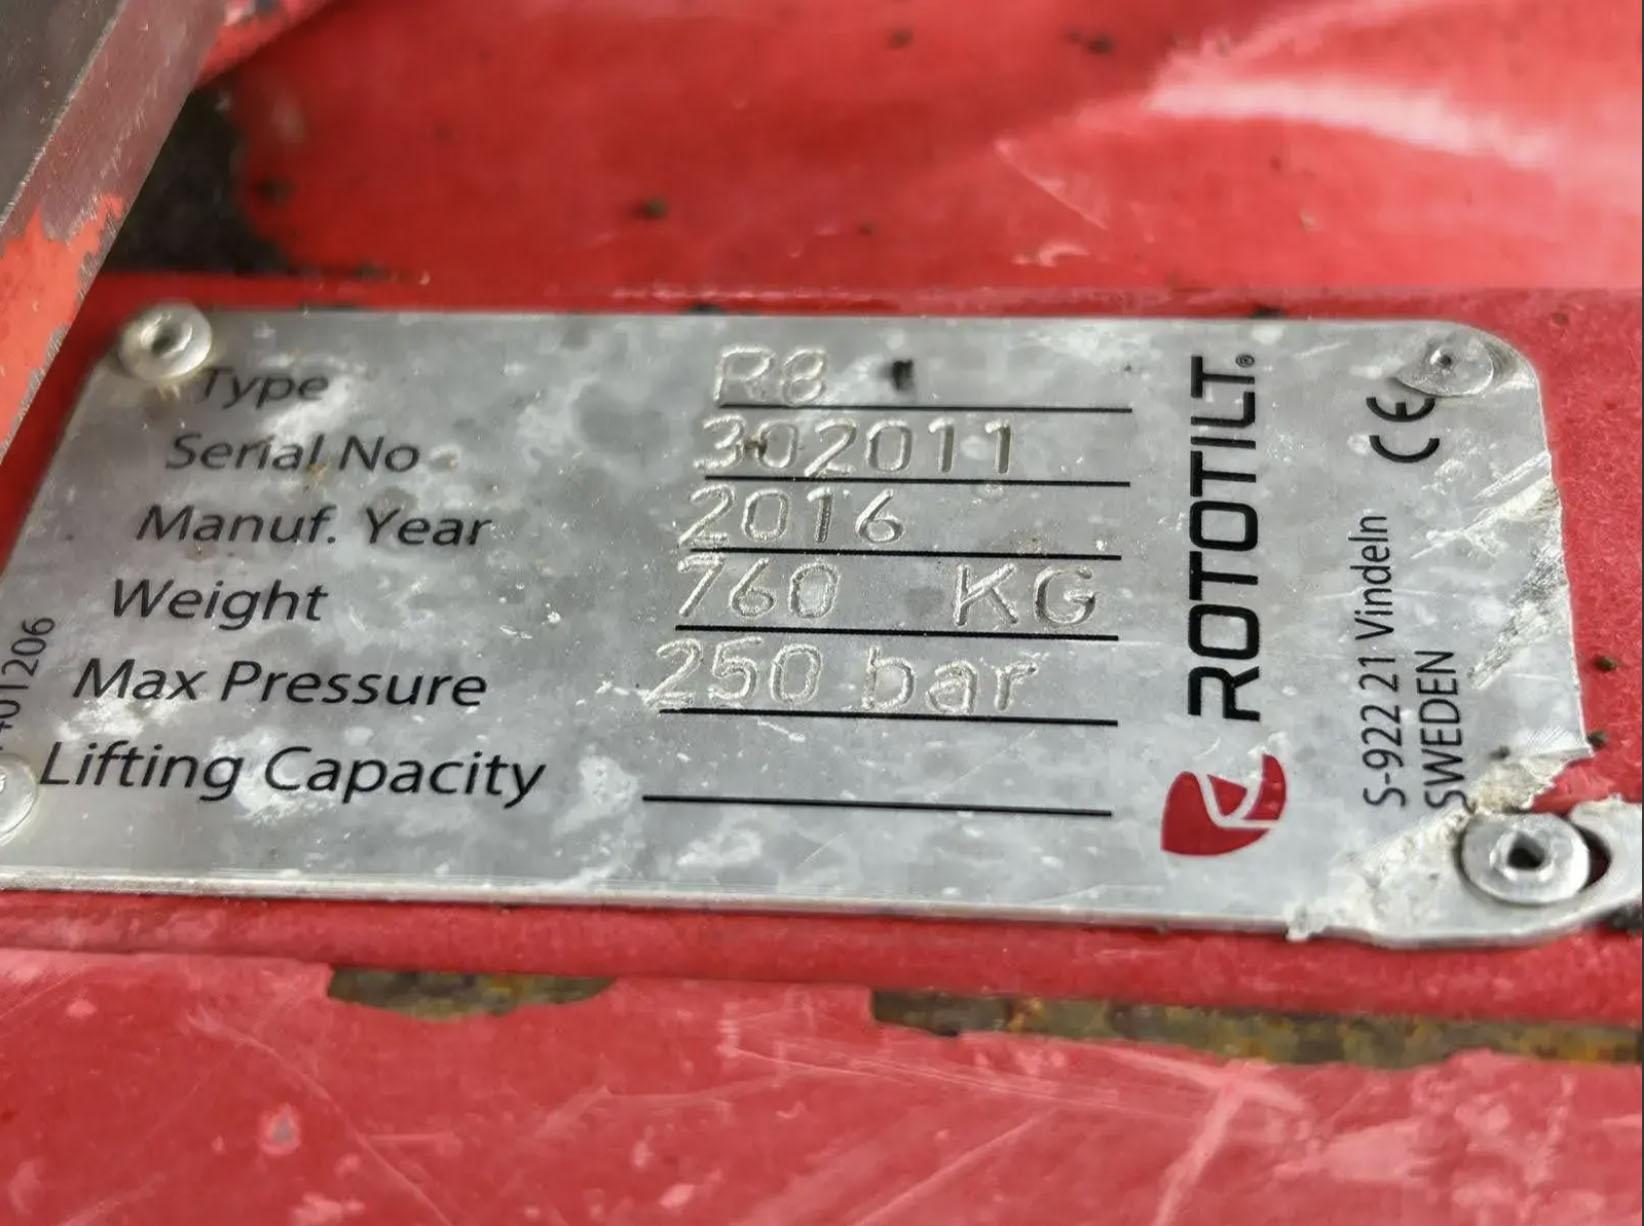 Type R8
Serial No 302011
Manuf. Year 2016
Weight 760 KG
Max Pressure 250 bar
Lifting Capacity
ROTOTILT®
CE
S-922 21 Vindeln
SWEDEN